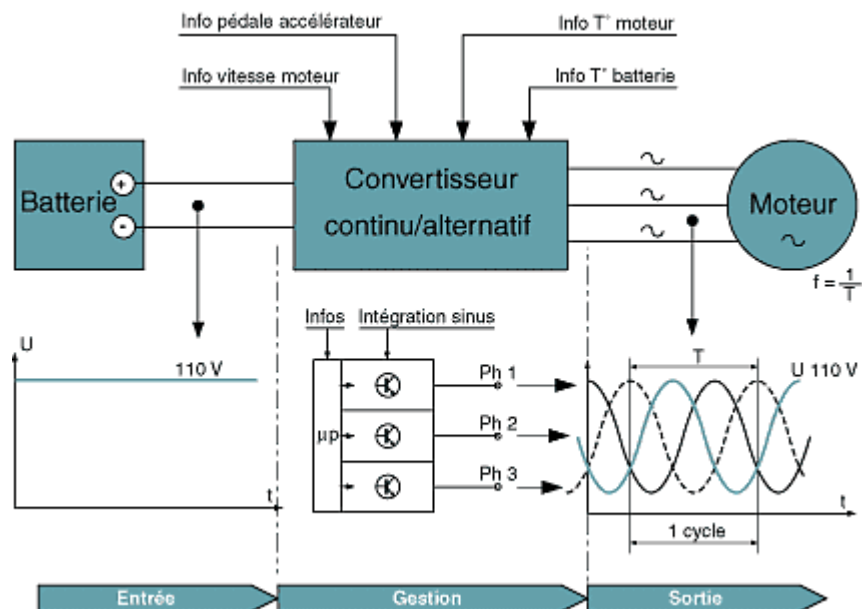 Info pédale accélérateur
Info T° moteur
Info vitesse moteur
Info T° batterie
Batterie
+
-
Convertisseur
continu/alternatif
~
~
~
Moteur
~
f = 1/T
U
110 V
t
Infos
Intégration sinus
µp
Ph 1
Ph 2
Ph 3
T
U 110 V
t
1 cycle
Entrée
Gestion
Sortie